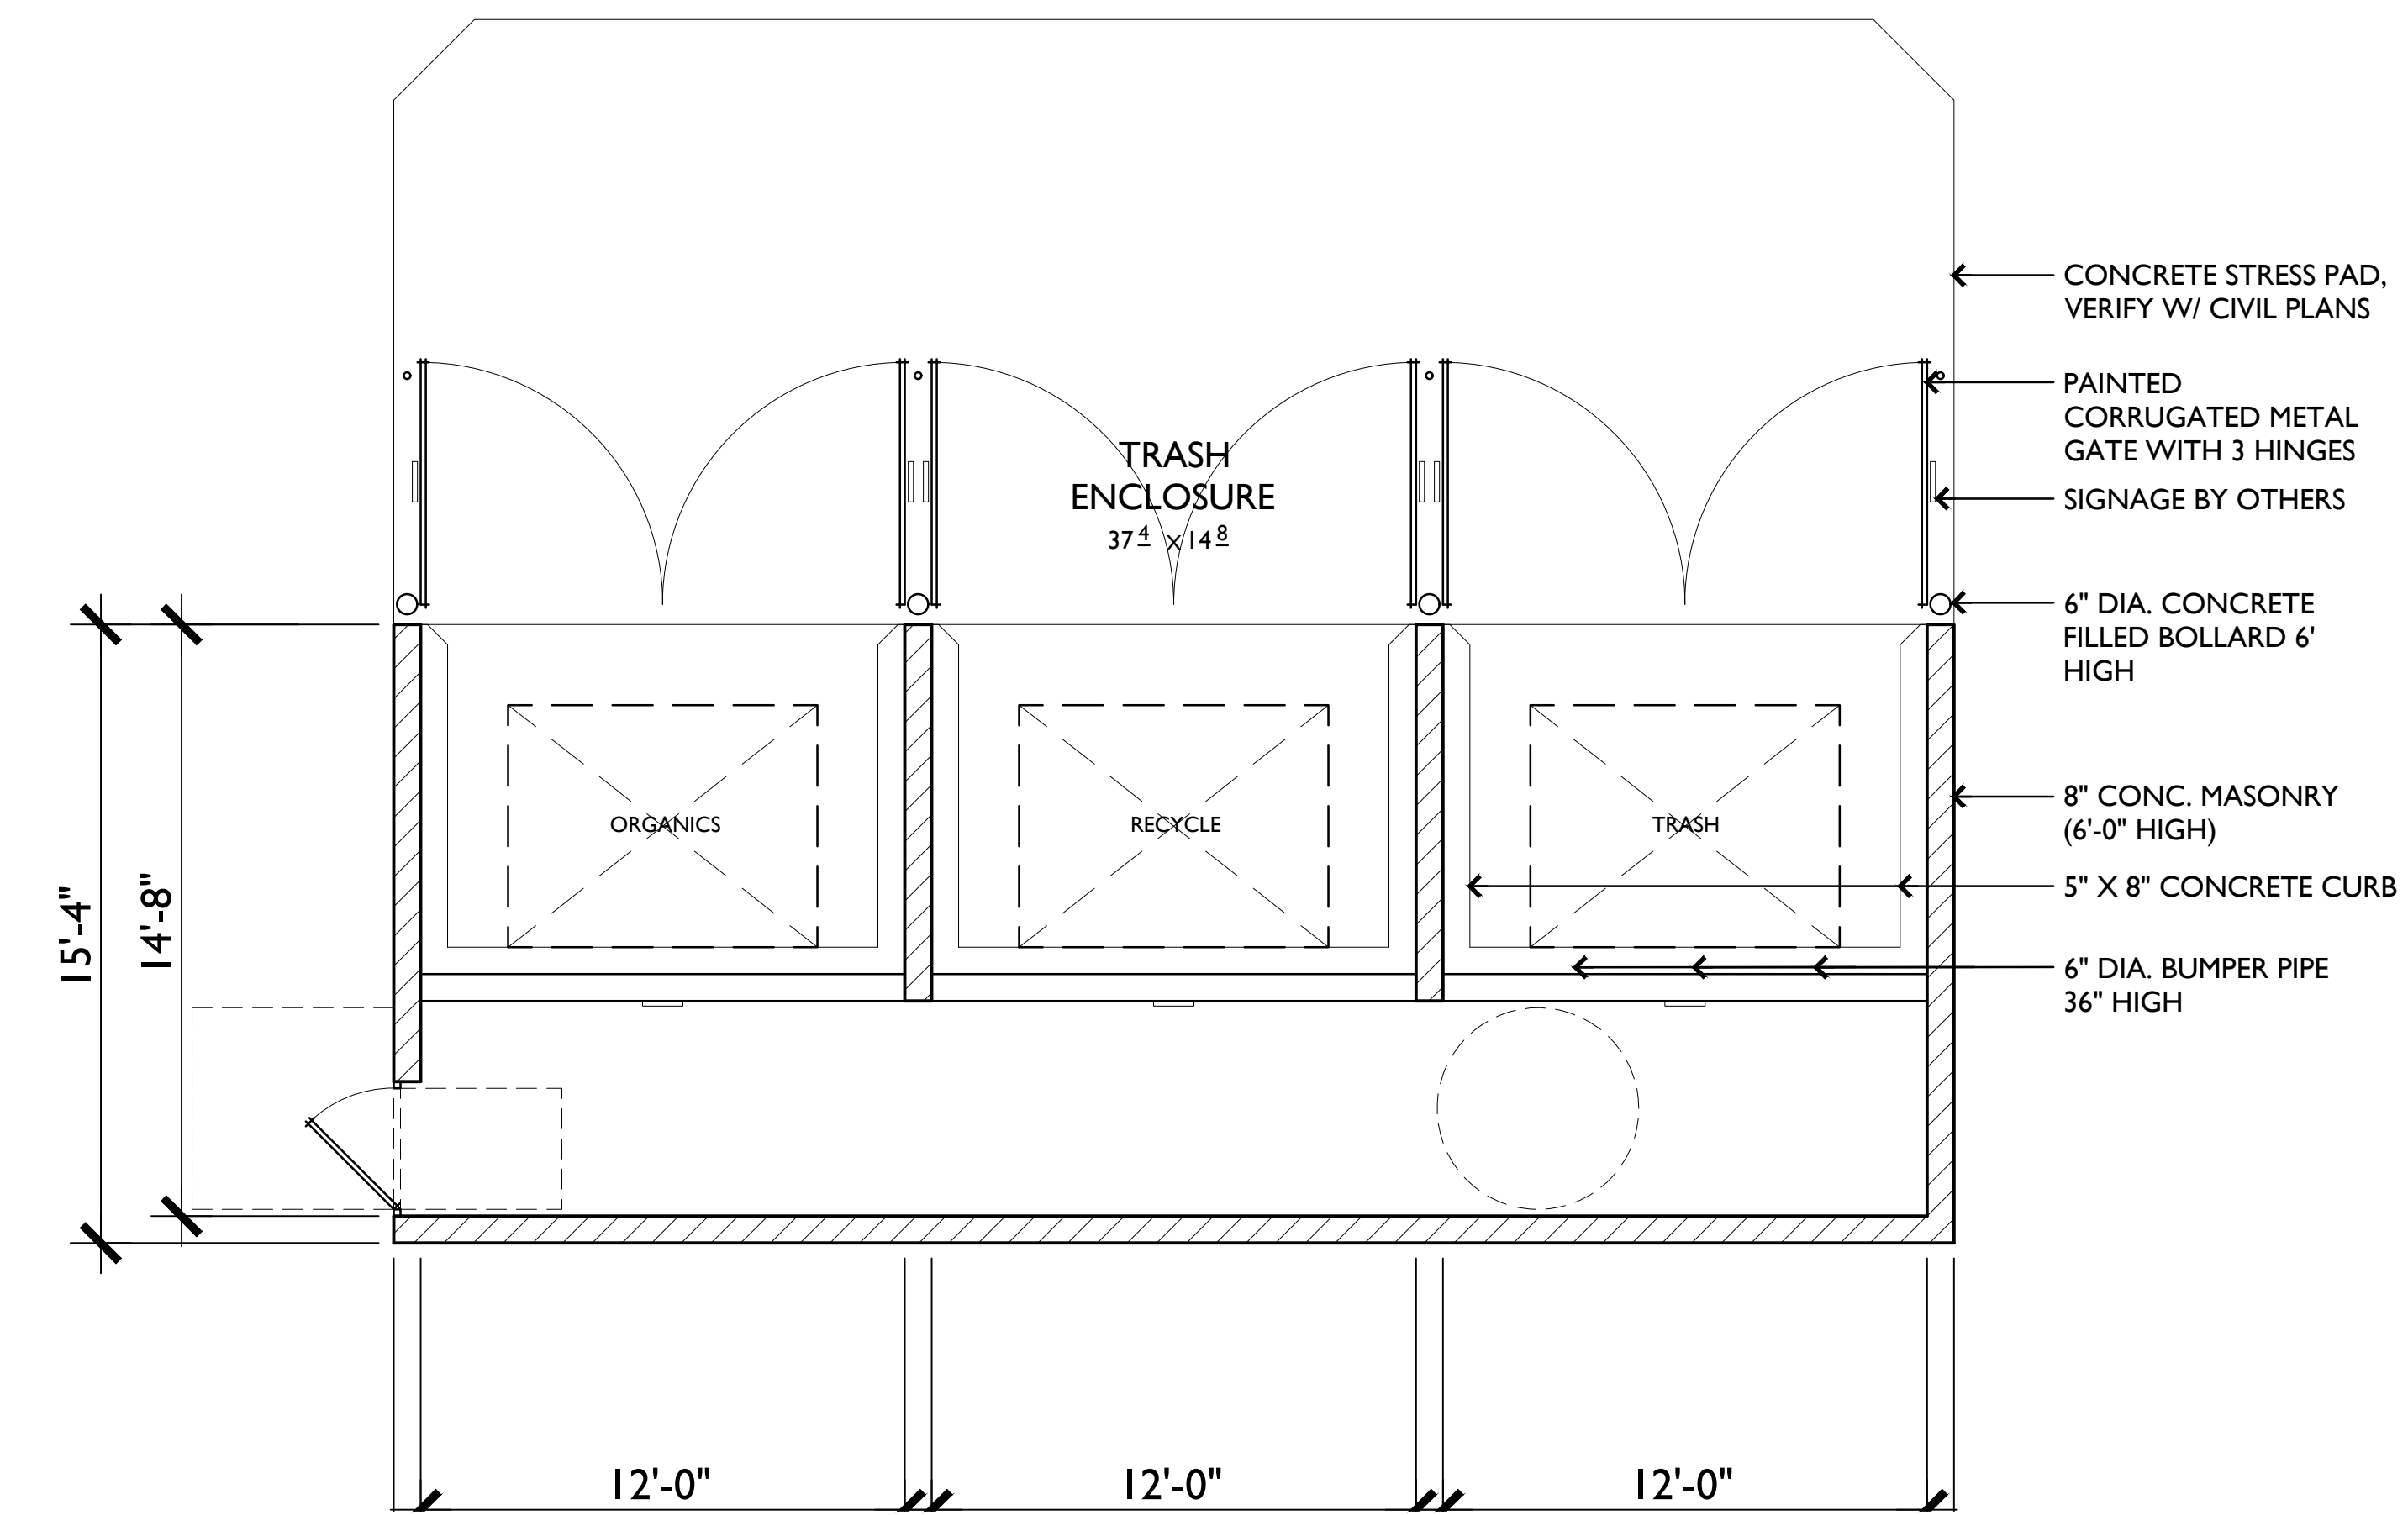 CONCRETE STRESS PAD,
VERIFY W/ CIVIL PLANS
PAINTED
CORRUGATED METAL
GATE WITH 3 HINGES
SIGNAGE BY OTHERS
TRASH
ENCLOSURE
37 4 X 14 8
6" DIA. CONCRETE
FILLED BOLLARD 6'
HIGH
8" CONC. MASONRY
(6'-0" HIGH)
ORGANICS
RECYCLE
TRASH
5" X 8" CONCRETE CURB
6" DIA. BUMPER PIPE
36" HIGH
15'-4"
14'-8"
12'-0"
12'-0"
12'-0"